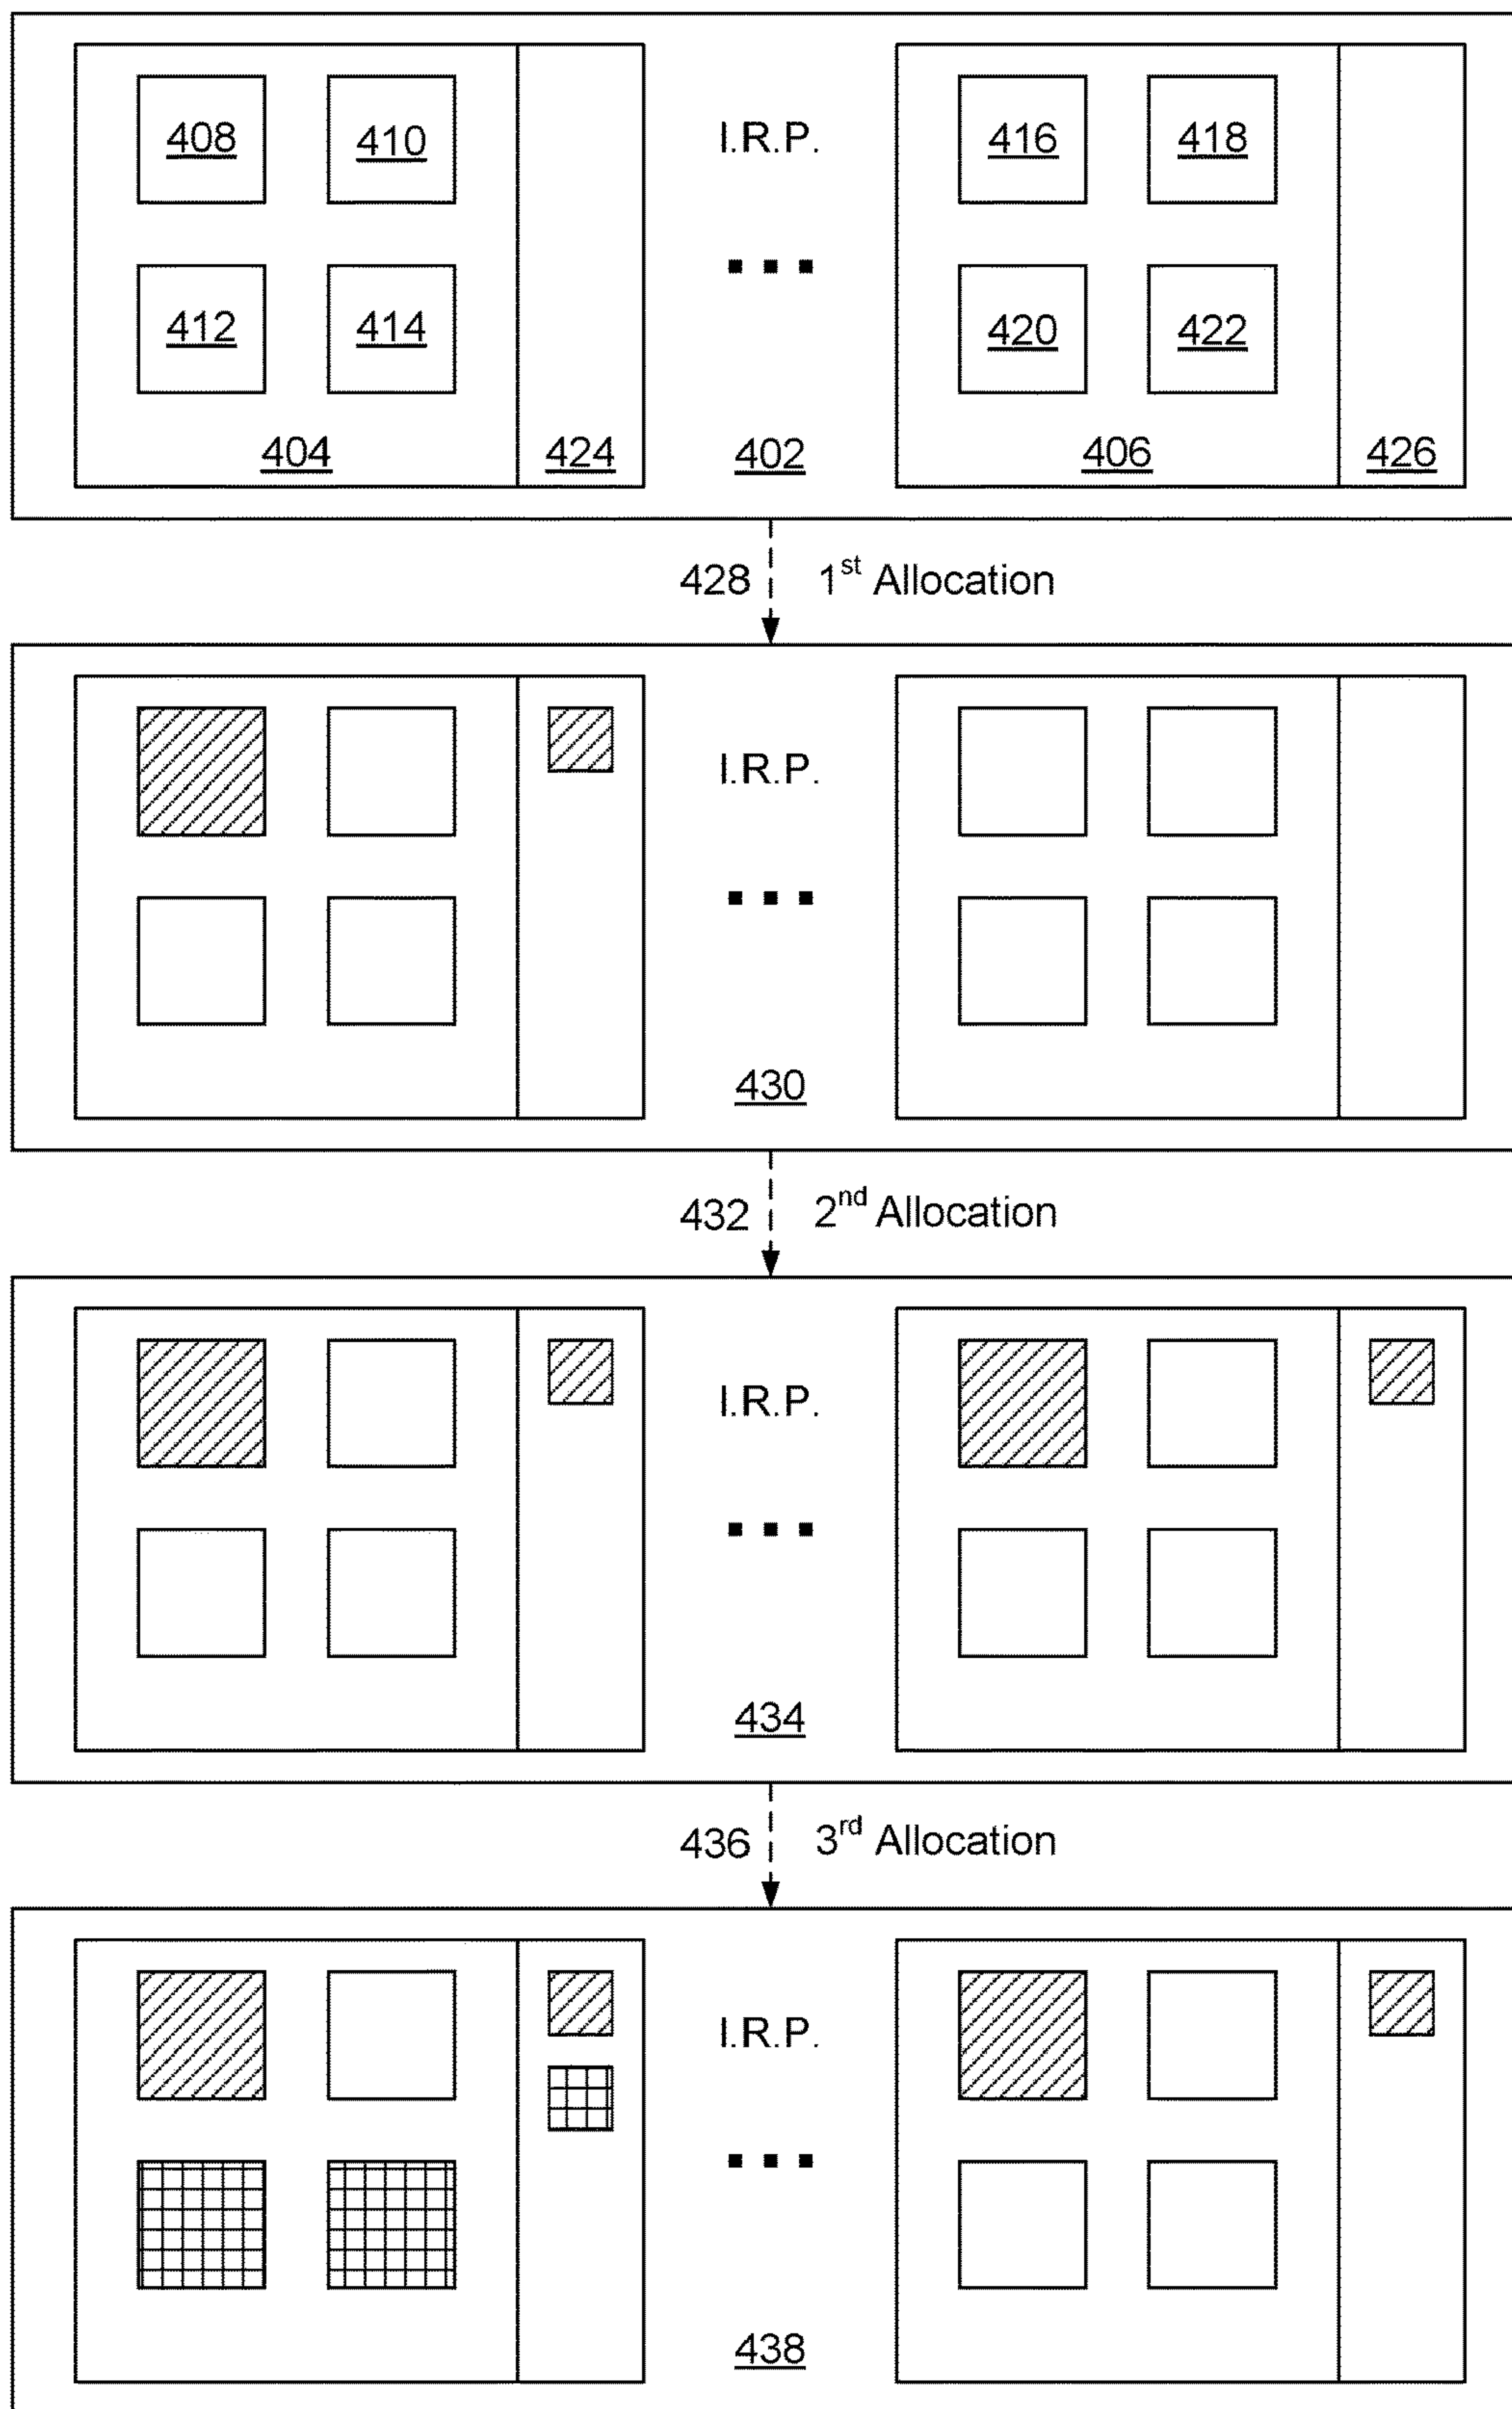 408 410 I.R.P. 416 418
412 414 420 422
404 424 402 406 426
428 1st Allocation
I.R.P.
430
432 2nd Allocation
I.R.P.
434
436 3rd Allocation
I.R.P.
438